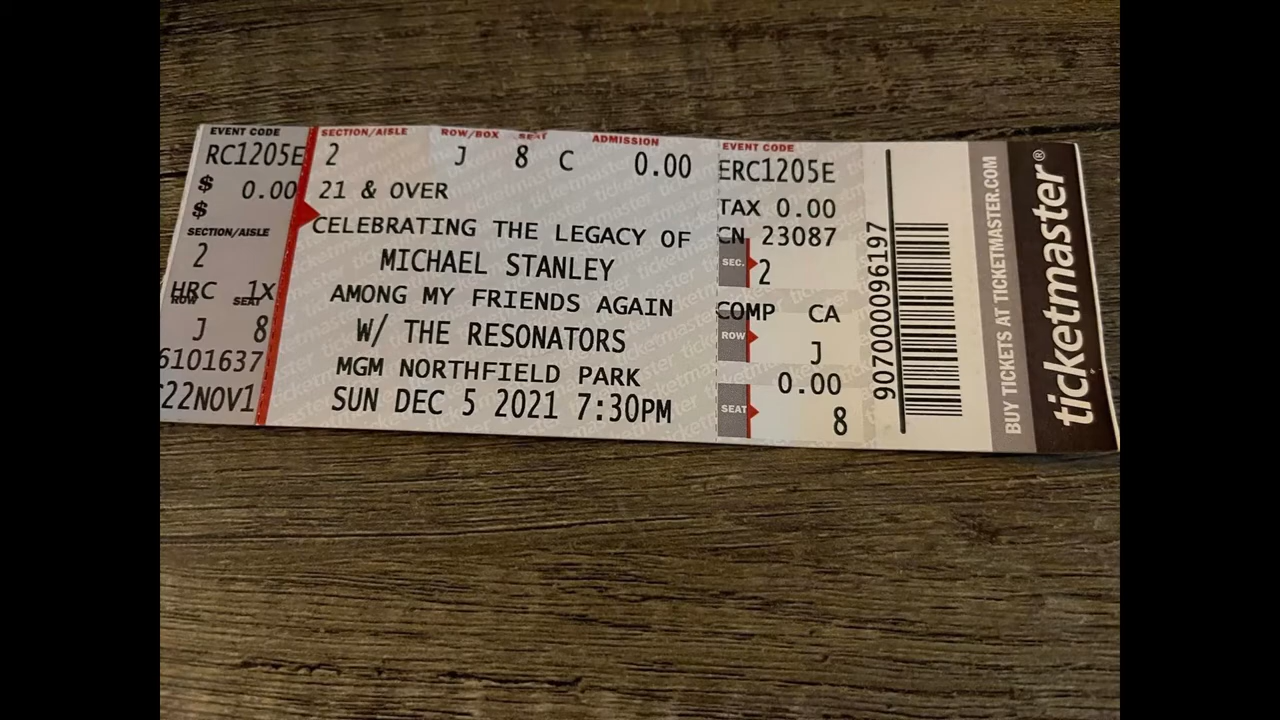 EVENT CODE
RC1205E
$ 0.00
$
SECTION/AISLE
2
HRC 1X
ROW SEAT
J 8
6101637
22NOV1
SECTION/AISLE ROW/BOX SEAT ADMISSION
2 J 8 C 0.00
21 & OVER
CELEBRATING THE LEGACY OF
MICHAEL STANLEY
AMONG MY FRIENDS AGAIN
W/ THE RESONATORS
MGM NORTHFIELD PARK
SUN DEC 5 2021 7:30PM
EVENT CODE
ERC1205E
TAX 0.00
CN 23087
SEC. 2
COMP CA
ROW J
0.00
SEAT 8
907000096197
BUY TICKETS AT TICKETMASTER.COM
ticketmaster®